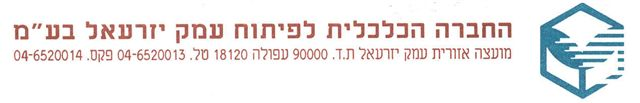 החברה הכלכלית לפיתוח עמק יזרעאל בע"מ
מועצה אזורית עמק יזרעאל ת.ד. 90000 עפולה 18120 טל. 04-6520013 פקס. 04-6520014